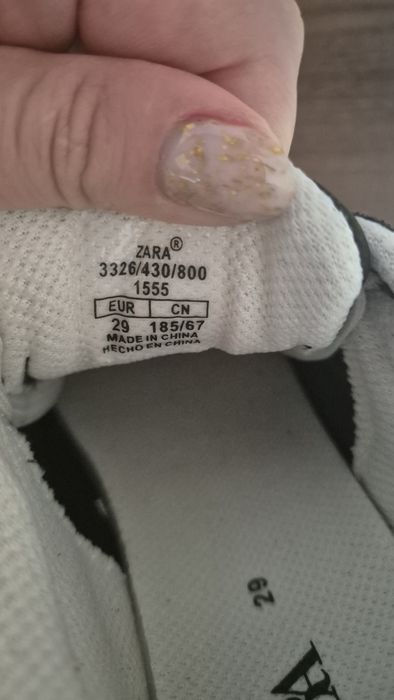 ZARA®
3326/430/800
1555
EUR CN
29 185/67
MADE IN CHINA
HECHO EN CHINA
29
A